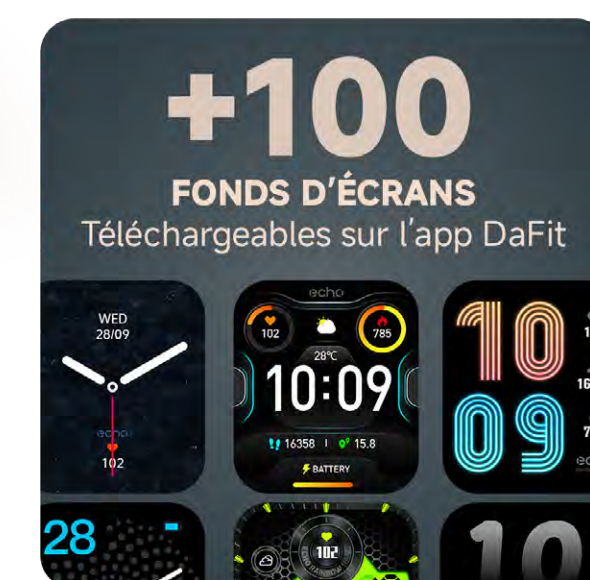 +100
FONDS D'ÉCRANS
Téléchargeables sur l'app DaFit
WED
28/09
echo
102
echo
102
785
28°C
10:09
16358 | 15.8
BATTERY
10
09
28
102
10